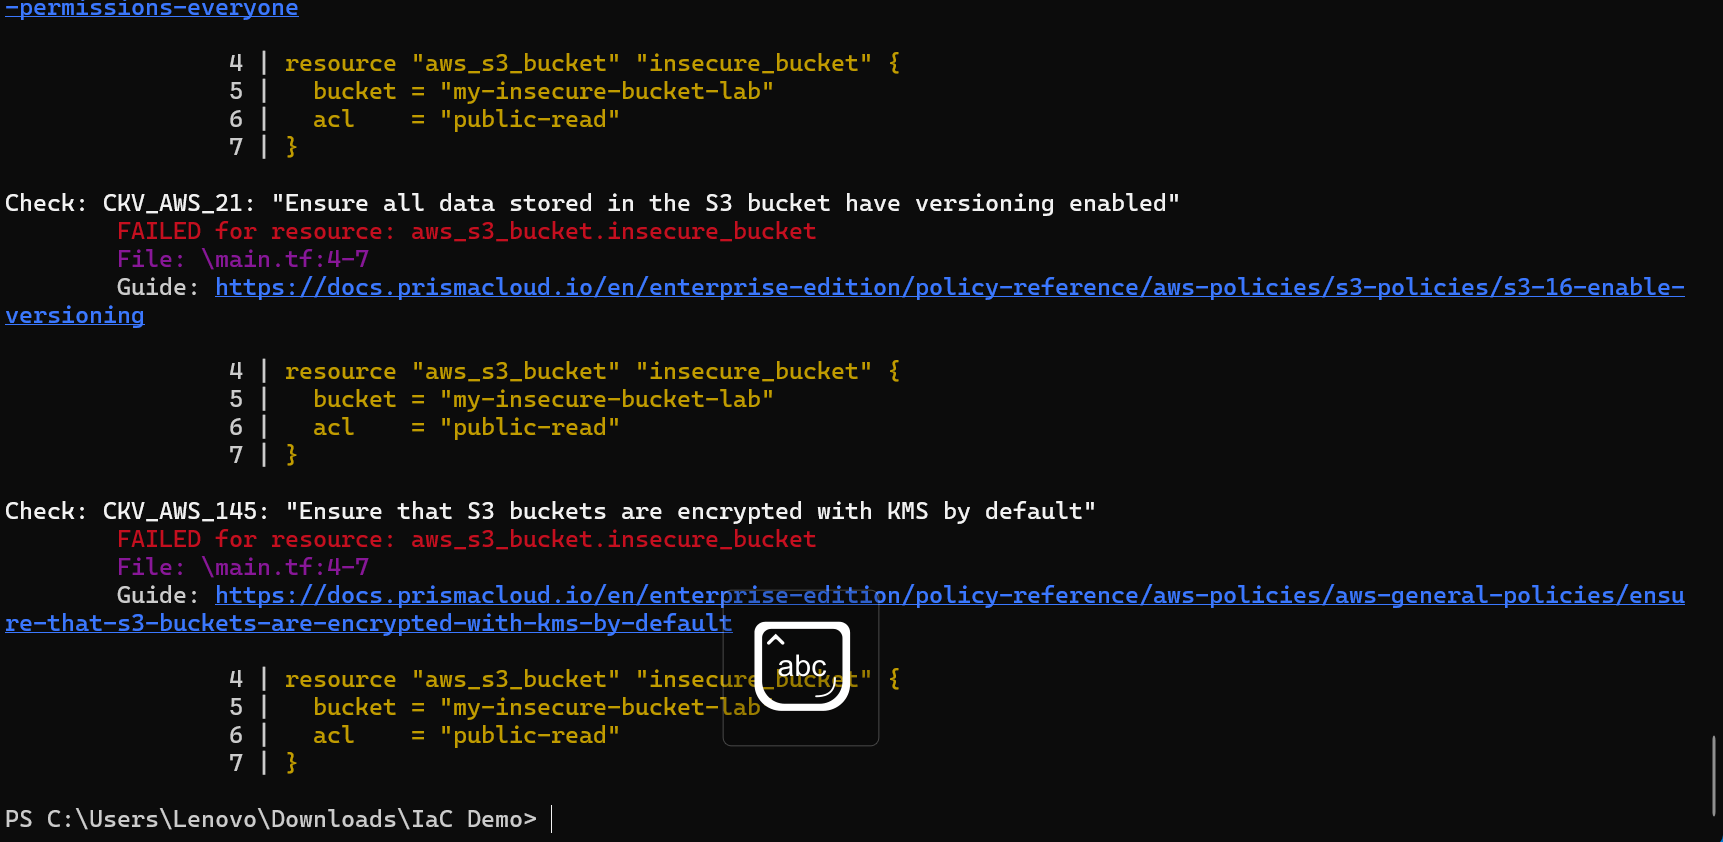 -permissions-everyone
4 | resource "aws_s3_bucket" "insecure_bucket" {
5 |   bucket = "my-insecure-bucket-lab"
6 |   acl    = "public-read"
7 | }
Check: CKV_AWS_21: "Ensure all data stored in the S3 bucket have versioning enabled"
FAILED for resource: aws_s3_bucket.insecure_bucket
File: \main.tf:4-7
Guide: https://docs.prismacloud.io/en/enterprise-edition/policy-reference/aws-policies/s3-policies/s3-16-enable-
versioning
4 | resource "aws_s3_bucket" "insecure_bucket" {
5 |   bucket = "my-insecure-bucket-lab"
6 |   acl    = "public-read"
7 | }
Check: CKV_AWS_145: "Ensure that S3 buckets are encrypted with KMS by default"
FAILED for resource: aws_s3_bucket.insecure_bucket
File: \main.tf:4-7
Guide: https://docs.prismacloud.io/en/enterprise-edition/policy-reference/aws-policies/aws-general-policies/ensu
re-that-s3-buckets-are-encrypted-with-kms-by-default
abc
4 | resource "aws_s3_bucket" "insecure_bucket" {
5 |   bucket = "my-insecure-bucket-lab
6 |   acl    = "public-read"
7 | }
PS C:\Users\Lenovo\Downloads\IaC Demo>